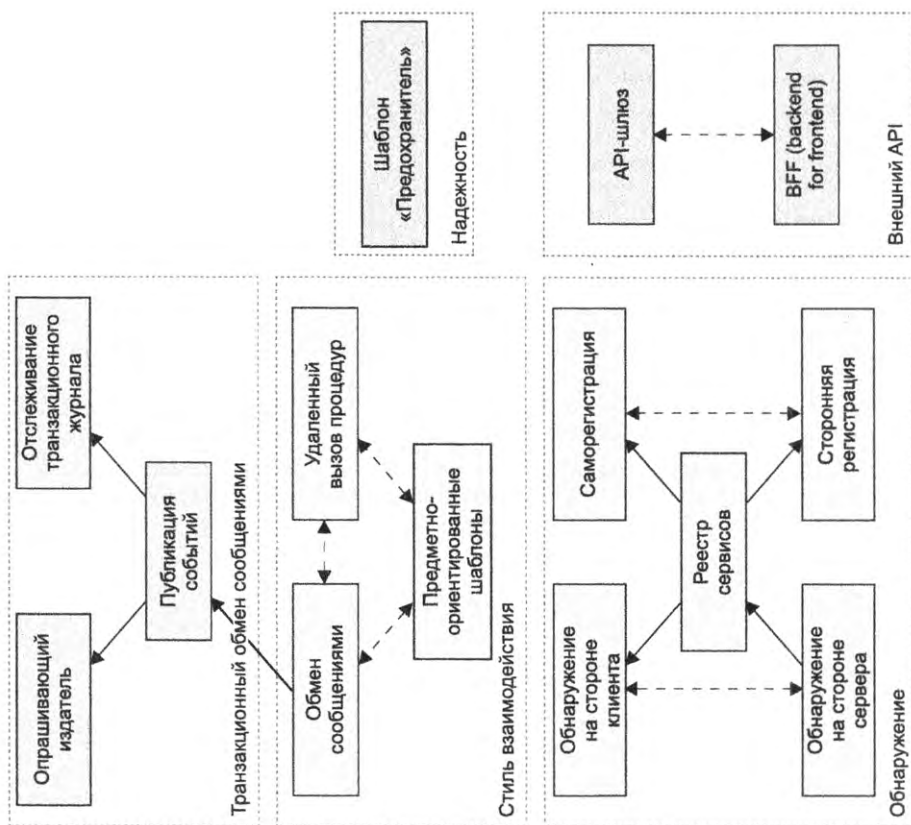 Опрашивающий
издатель
Отслеживание
транзакционного
журнала
Публикация
событий
Транзакционный обмен сообщениями
Обмен
сообщениями
Удаленный
вызов процедур
Предметно-
ориентированные
шаблоны
Стиль взаимодействия
Шаблон
«Предохранитель»
Надежность
Обнаружение
на стороне
клиента
Саморегистрация
Реестр
сервисов
Обнаружение
на стороне
сервера
Сторонняя
регистрация
Обнаружение
API-шлюз
BFF (backend
for frontend)
Внешний API